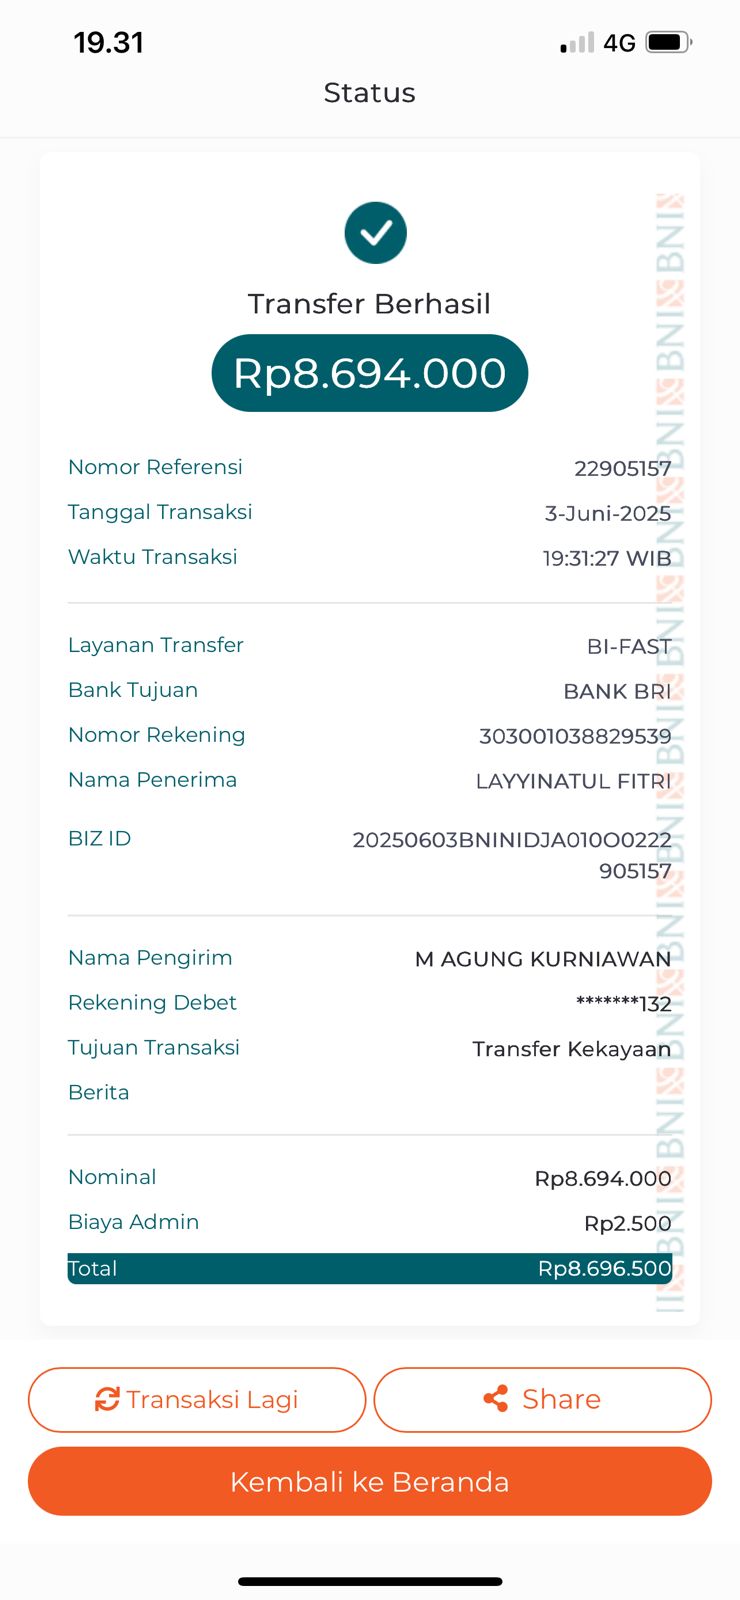 19.31
4G
Status
Transfer Berhasil
Rp8.694.000
Nomor Referensi 22905157
Tanggal Transaksi 3-Juni-2025
Waktu Transaksi 19:31:27 WIB
Layanan Transfer BI-FAST
Bank Tujuan BANK BRI
Nomor Rekening 303001038829539
Nama Penerima LAYYINATUL FITRI
BIZ ID 20250603BNINIDJA010O0222
905157
Nama Pengirim M AGUNG KURNIAWAN
Rekening Debet *******132
Tujuan Transaksi Transfer Kekayaan
Berita
Nominal Rp8.694.000
Biaya Admin Rp2.500
Total Rp8.696.500
BNI BNI BNI BNI BNI BNI BNI BNI BNI BNI BNI
Transaksi Lagi
Share
Kembali ke Beranda